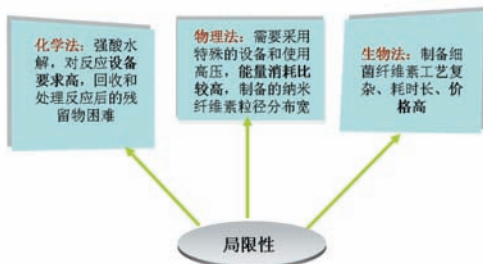 化学法：强酸水
解，对反应设备
要求高，回收和
处理反应后的残
留物困难
物理法：需要采用
特殊的设备和使用
高压，能量消耗比
较高，制备的纳米
纤维素粒径分布宽
生物法：制备细
菌纤维素工艺复
杂、耗时长、价
格高
局限性